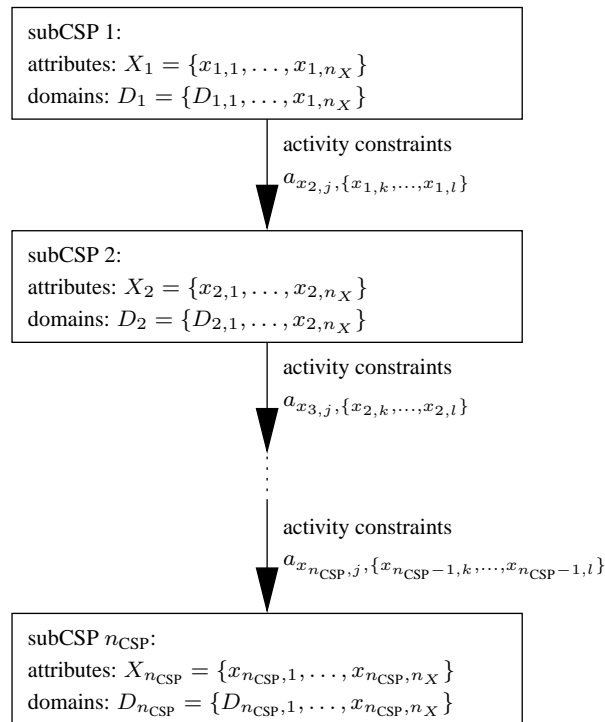 subCSP 1:
attributes: $X_1 = \{x_{1,1}, \ldots, x_{1,n_X}\}$
domains: $D_1 = \{D_{1,1}, \ldots, x_{1,n_X}\}$
activity constraints
$a_{x_{2,j},\{x_{1,k},\ldots,x_{1,l}\}}$
subCSP 2:
attributes: $X_2 = \{x_{2,1}, \ldots, x_{2,n_X}\}$
domains: $D_2 = \{D_{2,1}, \ldots, x_{2,n_X}\}$
activity constraints
$a_{x_{3,j},\{x_{2,k},\ldots,x_{2,l}\}}$
activity constraints
$a_{x_{n_{\text{CSP}},j},\{x_{n_{\text{CSP}}-1,k},\ldots,x_{n_{\text{CSP}}-1,l}\}}$
subCSP $n_{\text{CSP}}$:
attributes: $X_{n_{\text{CSP}}} = \{x_{n_{\text{CSP}},1}, \ldots, x_{n_{\text{CSP}},n_X}\}$
domains: $D_{n_{\text{CSP}}} = \{D_{n_{\text{CSP}},1}, \ldots, x_{n_{\text{CSP}},n_X}\}$